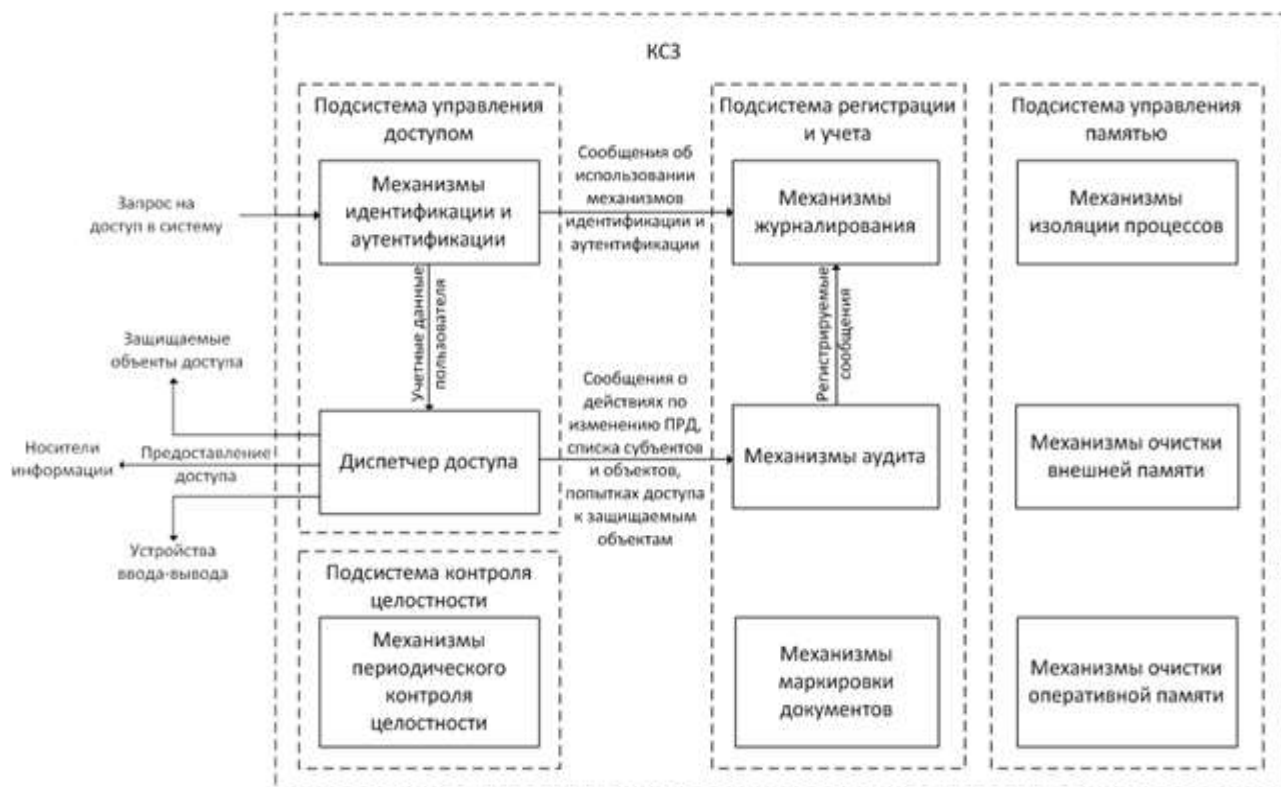 КСЗ
Подсистема управления
доступом
Механизмы
идентификации и
аутентификации
Запрос на
доступ в систему
Сообщения об
использовании
механизмов
идентификации и
аутентификации
Подсистема регистрации
и учета
Механизмы
журналирования
Подсистема управления
памятью
Механизмы
изоляции процессов
Учетные данные
пользователя
Регистрируемые
сообщения
Защищаемые
объекты доступа
Носители
информации
Предоставление
доступа
Устройства
ввода-вывода
Диспетчер доступа
Сообщения о
действиях по
изменению ПРД,
списка субъектов
и объектов,
попытках доступа
к защищаемым
объектам
Механизмы аудита
Механизмы очистки
внешней памяти
Подсистема контроля
целостности
Механизмы
периодического
контроля
целостности
Механизмы
маркировки
документов
Механизмы очистки
оперативной памяти